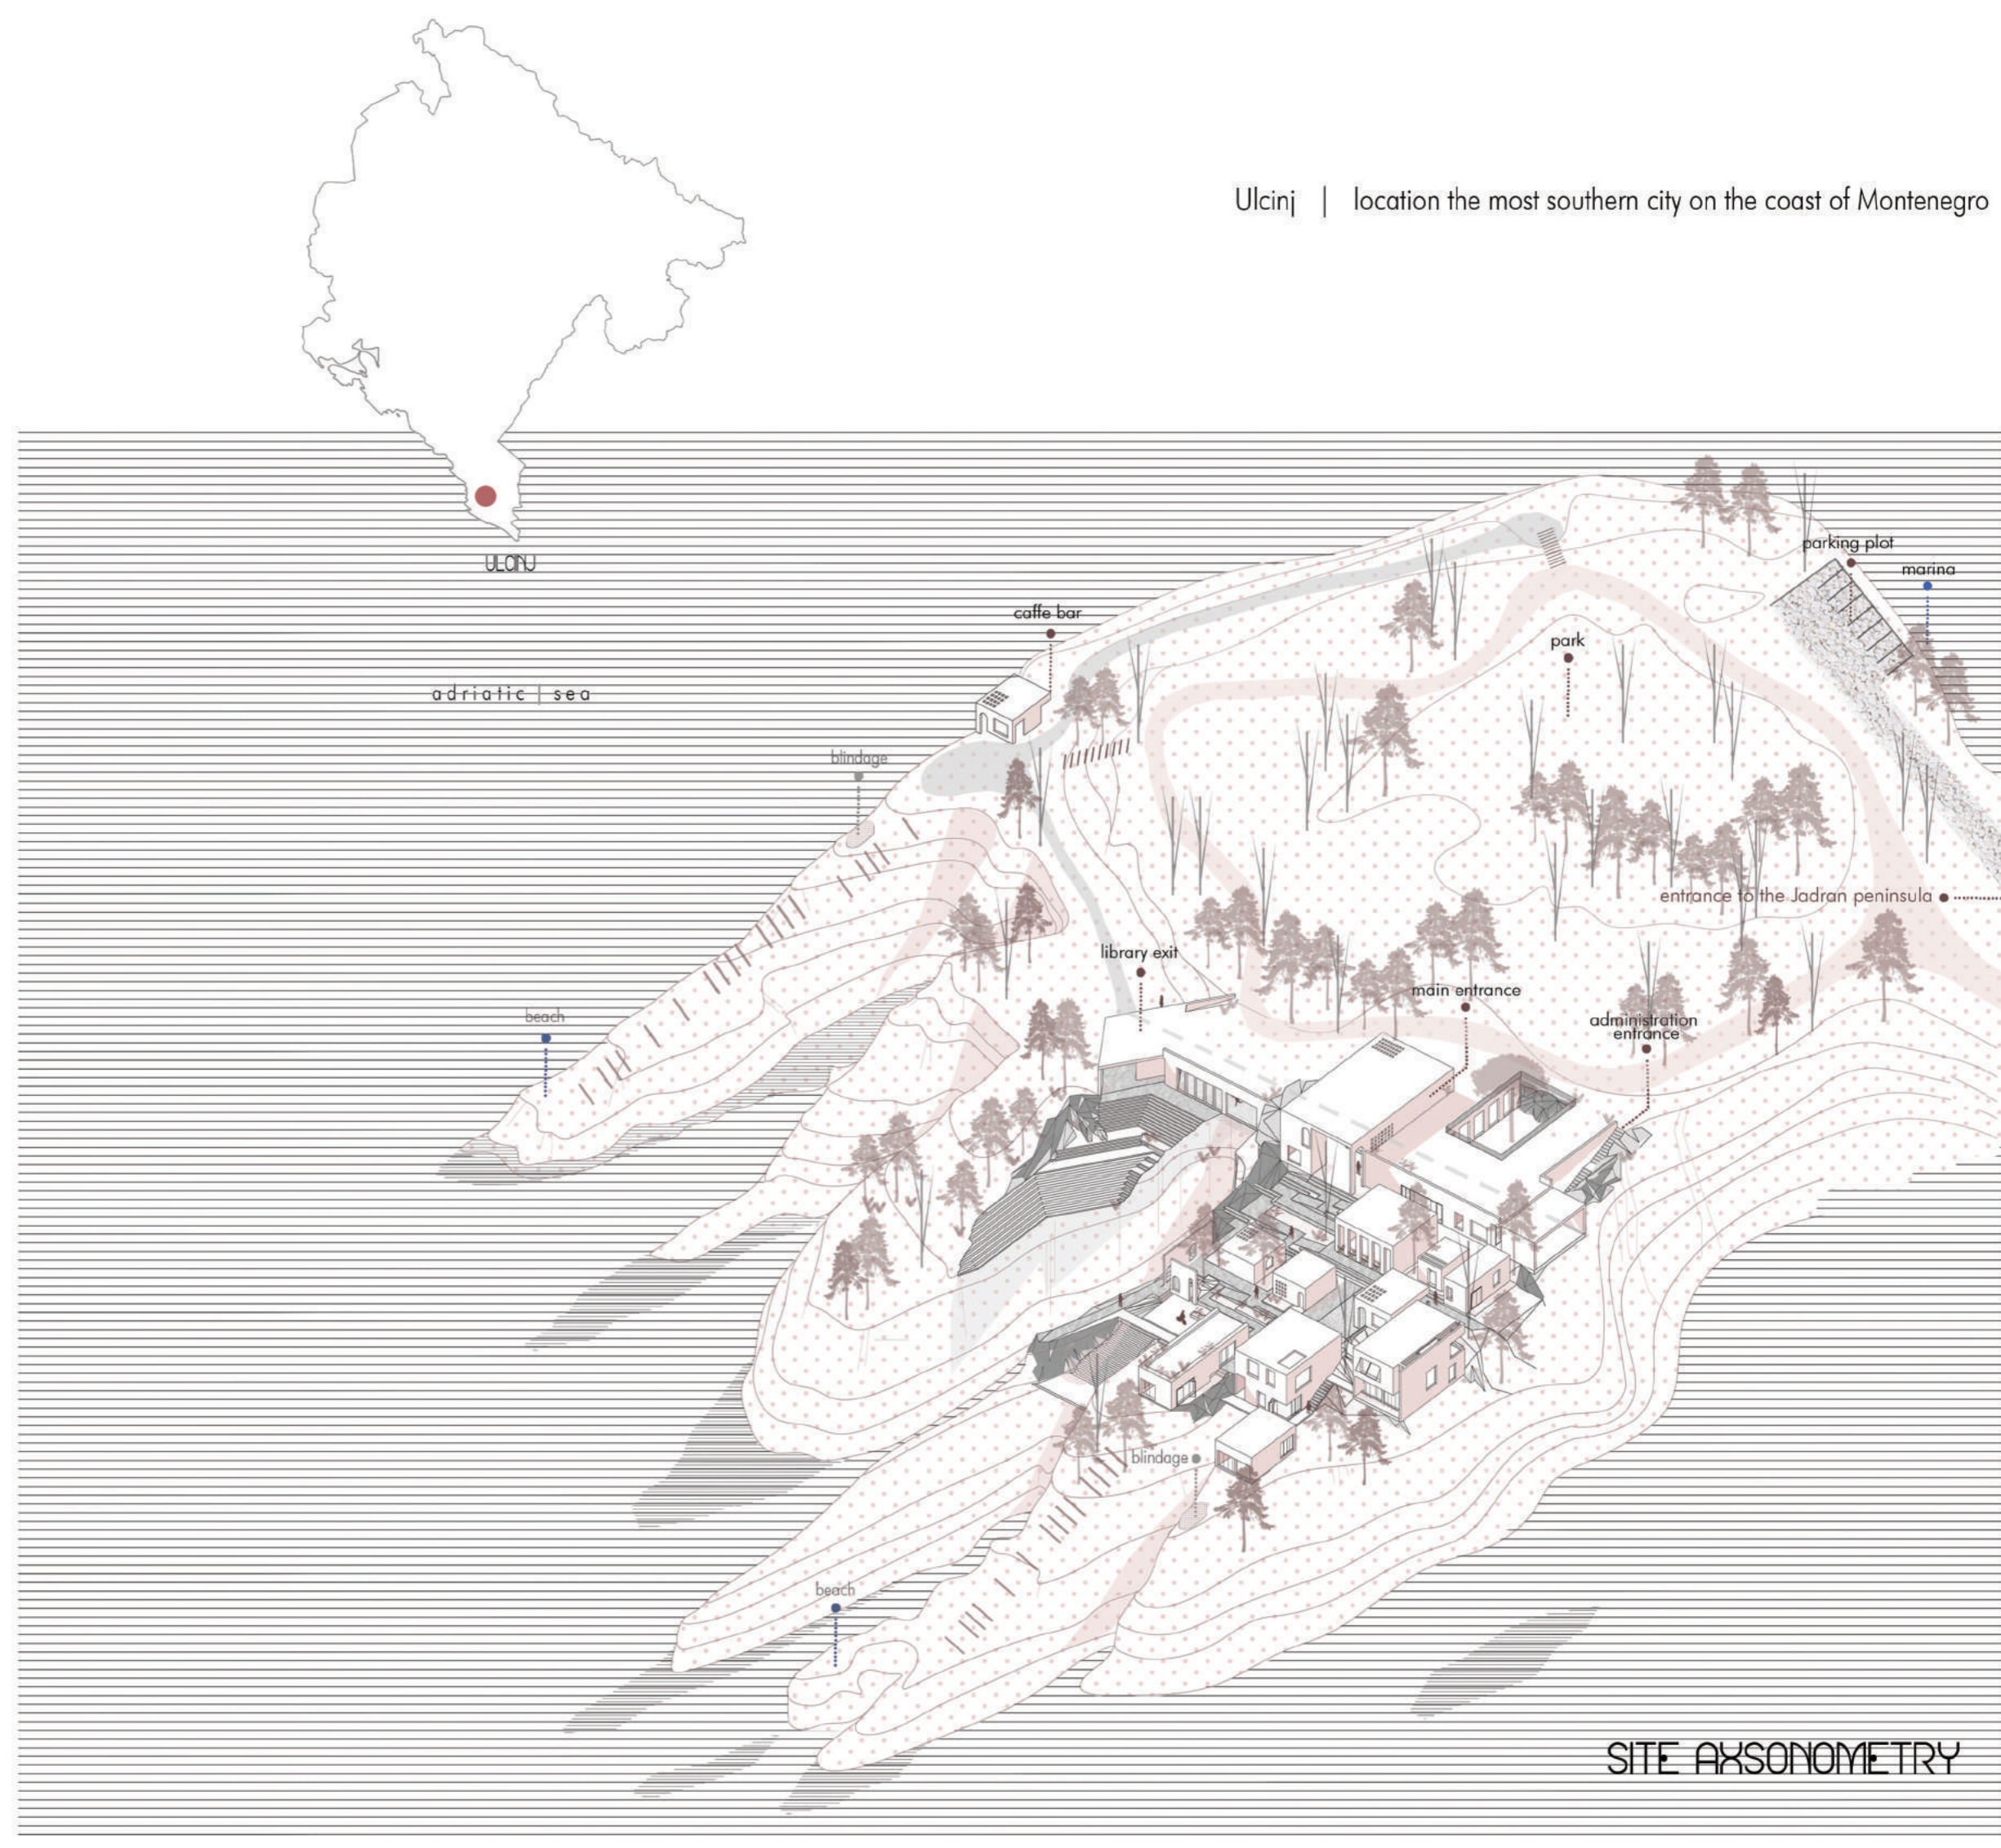 Ulcinj | location the most southern city on the coast of Montenegro
ULCINJ
parking plot
marina
caffe bar
park
adriatic | sea
blindage
entrance to the Jadran peninsula
library exit
main entrance
beach
administration
entrance
blindage
beach
SITE AXSONOMETRY